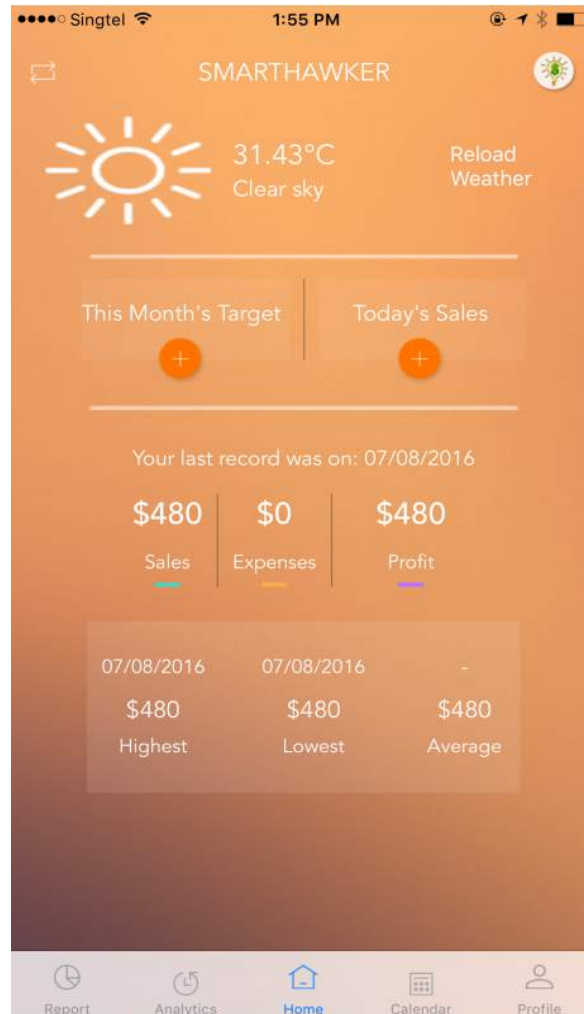 Singtel 1:55 PM
SMARTHAWKER
31.43°C
Clear sky
Reload
Weather
This Month's Target Today's Sales
+ +
Your last record was on: 07/08/2016
$480 $0 $480
Sales Expenses Profit
07/08/2016 07/08/2016 -
$480 $480 $480
Highest Lowest Average
Report Analytics Home Calendar Profile